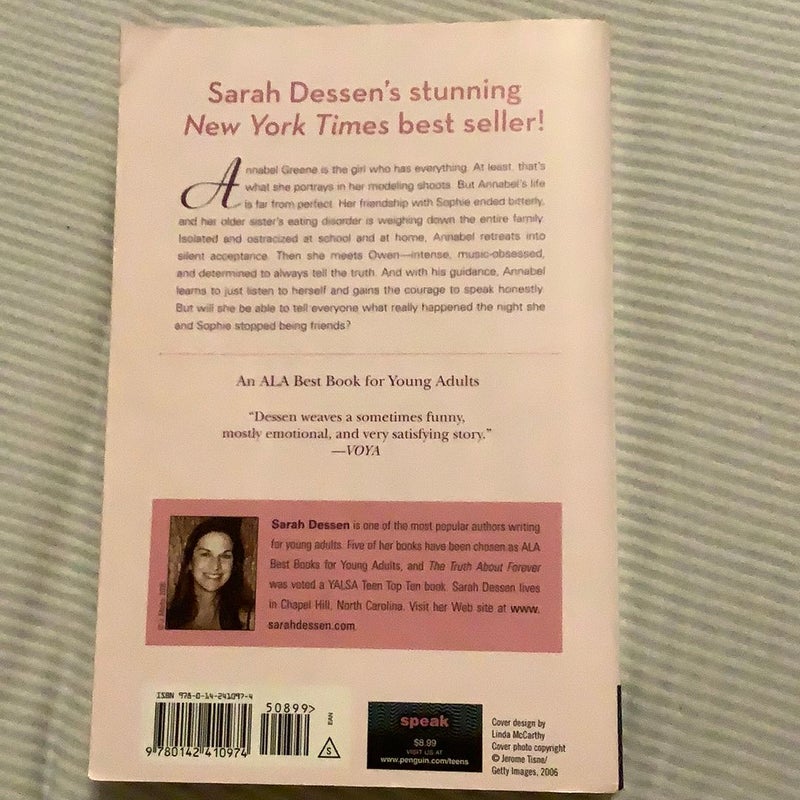 Sarah Dessen's stunning
New York Times best seller!
Annabel Greene is the girl who has everything. At least, that's
what she portrays in her modeling shoots. But Annabel's life
is far from perfect. Her friendship with Sophie ended bitterly,
and her older sister's eating disorder is weighing down the entire family.
Isolated and ostracized at school and at home, Annabel retreats into
silent acceptance. Then she meets Owen—intense, music-obsessed,
and determined to always tell the truth. And with his guidance, Annabel
learns to just listen to herself and gains the courage to speak honestly.
But will she be able to tell everyone what really happened the night she
and Sophie stopped being friends?
An ALA Best Book for Young Adults
“Dessen weaves a sometimes funny,
mostly emotional, and very satisfying story.”
—VOYA
Sarah Dessen is one of the most popular authors writing
for young adults. Five of her books have been chosen as ALA
Best Books for Young Adults, and The Truth About Forever
was voted a YALSA Teen Top Ten book. Sarah Dessen lives
in Chapel Hill, North Carolina. Visit her Web site at www.
sarahdessen.com.
ISBN 978-0-14-241097-4
50899>
9 780142 410974
EAN
S
speak
$8.99
VISIT US AT
www.penguin.com/teens
Cover design by
Linda McCarthy
Cover photo copyright
© Jerome Tisne/
Getty Images, 2006